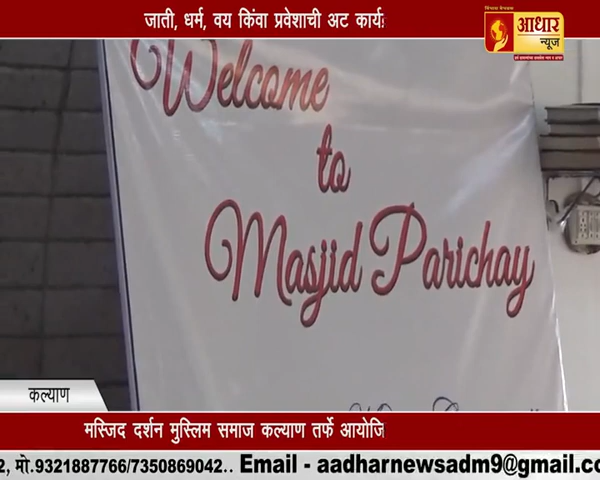 जाती, धर्म, वय किंवा प्रवेशाची अट कार्य
आधार
न्यूज
Welcome
to
Masjid Parichay
कल्याण
मस्जिद दर्शन मुस्लिम समाज कल्याण तर्फे आयोजि
2, मो.9321887766/7350869042.. Email - aadharnewsadm9@gmail.co